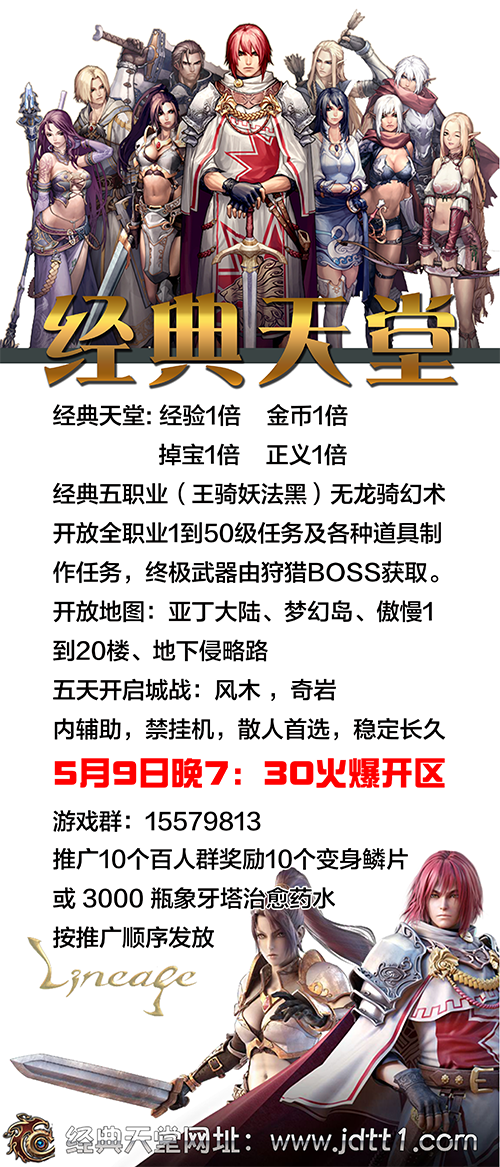 经典天堂
经典天堂: 经验1倍 金币1倍
掉宝1倍 正义1倍
经典五职业（王骑妖法黑）无龙骑幻术
开放全职业1到50级任务及各种道具制
作任务，终极武器由狩猎BOSS获取。
开放地图：亚丁大陆、梦幻岛、傲慢1
到20楼、地下侵略路
五天开启城战：风木，奇岩
内辅助，禁挂机，散人首选，稳定长久
5月9日晚7：30火爆开区
游戏群：15579813
推广10个百人群奖励10个变身鳞片
或 3000 瓶象牙塔治愈药水
按推广顺序发放
Lineage
经典天堂网址：www.jdtt1.com